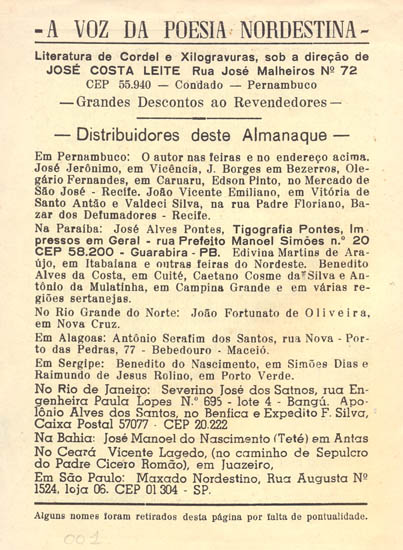 - A VOZ DA POESIA NORDESTINA -
Literatura de Cordel e Xilogravuras, sob a direção de
JOSÉ COSTA LEITE Rua José Malheiros Nº 72
CEP 55.940 — Condado — Pernambuco
— Grandes Descontos ao Revendedores —
— Distribuidores deste Almanaque —
Em Pernambuco: O autor nas feiras e no endereço acima.
José Jerônimo, em Vicência, J. Borges em Bezerros, Ole-
gário Fernandes, em Caruaru, Edson Pinto, no Mercado de
São José - Recife. João Vicente Emiliano, em Vitória de
Santo Antão e Valdeci Silva, na rua Padre Floriano, Ba-
zar dos Defumadores - Recife.
Na Paraiba: José Alves Pontes, Tigografia Pontes, Im-
pressos em Geral - rua Prefeito Manoel Simões n.º 20
CEP 58.200 - Guarabira - PB. Edivina Martins de Ara-
újo, em Itabaiana e outras feiras do Nordeste. Benedito
Alves da Costa, em Cuité, Caetano Cosme da Silva e An-
tônio da Mulatinha, em Campina Grande e em várias re-
giões sertanejas.
No Rio Grande do Norte: João Fortunato de Oliveira,
em Nova Cruz.
Em Alagoas: Antônio Serafim dos Santos, rua Nova - Por-
to das Pedras, 77 - Bebedouro - Maceió.
Em Sergipe: Benedito do Nascimento, em Simões Dias e
Raimundo de Jesus Rolino, em Porto Verde.
No Rio de Janeiro: Severino José dos Satnos, rua En-
genheira Paula Lopes N.º 695 - lote 4 - Bangú. Apo-
lônio Alves dos Santos, no Benfica e Expedito F. Silva,
Caixa Postal 57077 - CEP 20.222
Na Bahia: José Manoel do Nascimento (Teté) em Antas
No Ceará Vicente Lagedo, (no caminho de Sepulcro
do Padre Cicero Romão), em Juazeiro,
Em São Paulo: Maxado Nordestino, Rua Augusta Nº
1524, loja 06. CEP 01304 - SP.
Alguns nomes foram retirados desta página por falta de pontualidade.
001